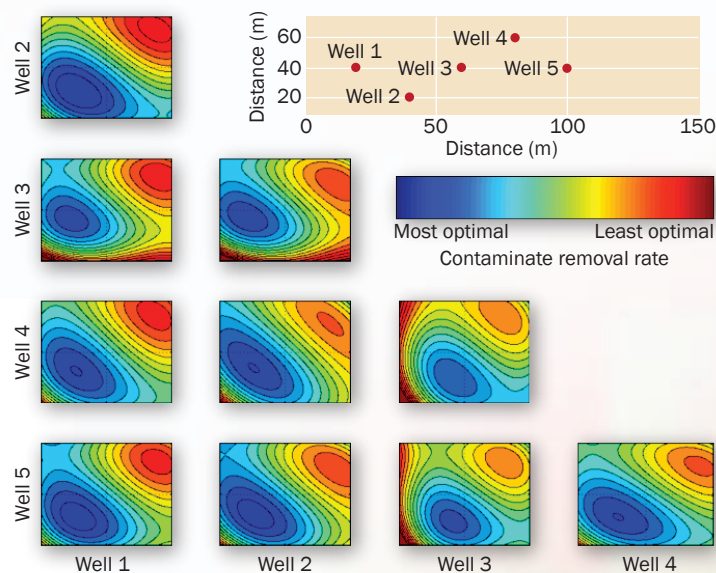 Well 2
Distance (m)
60
40
20
Well 1
Well 4
Well 3
Well 5
Well 2
0
50
100
150
Distance (m)
Well 3
Most optimal
Least optimal
Contaminate removal rate
Well 4
Well 5
Well 1
Well 2
Well 3
Well 4